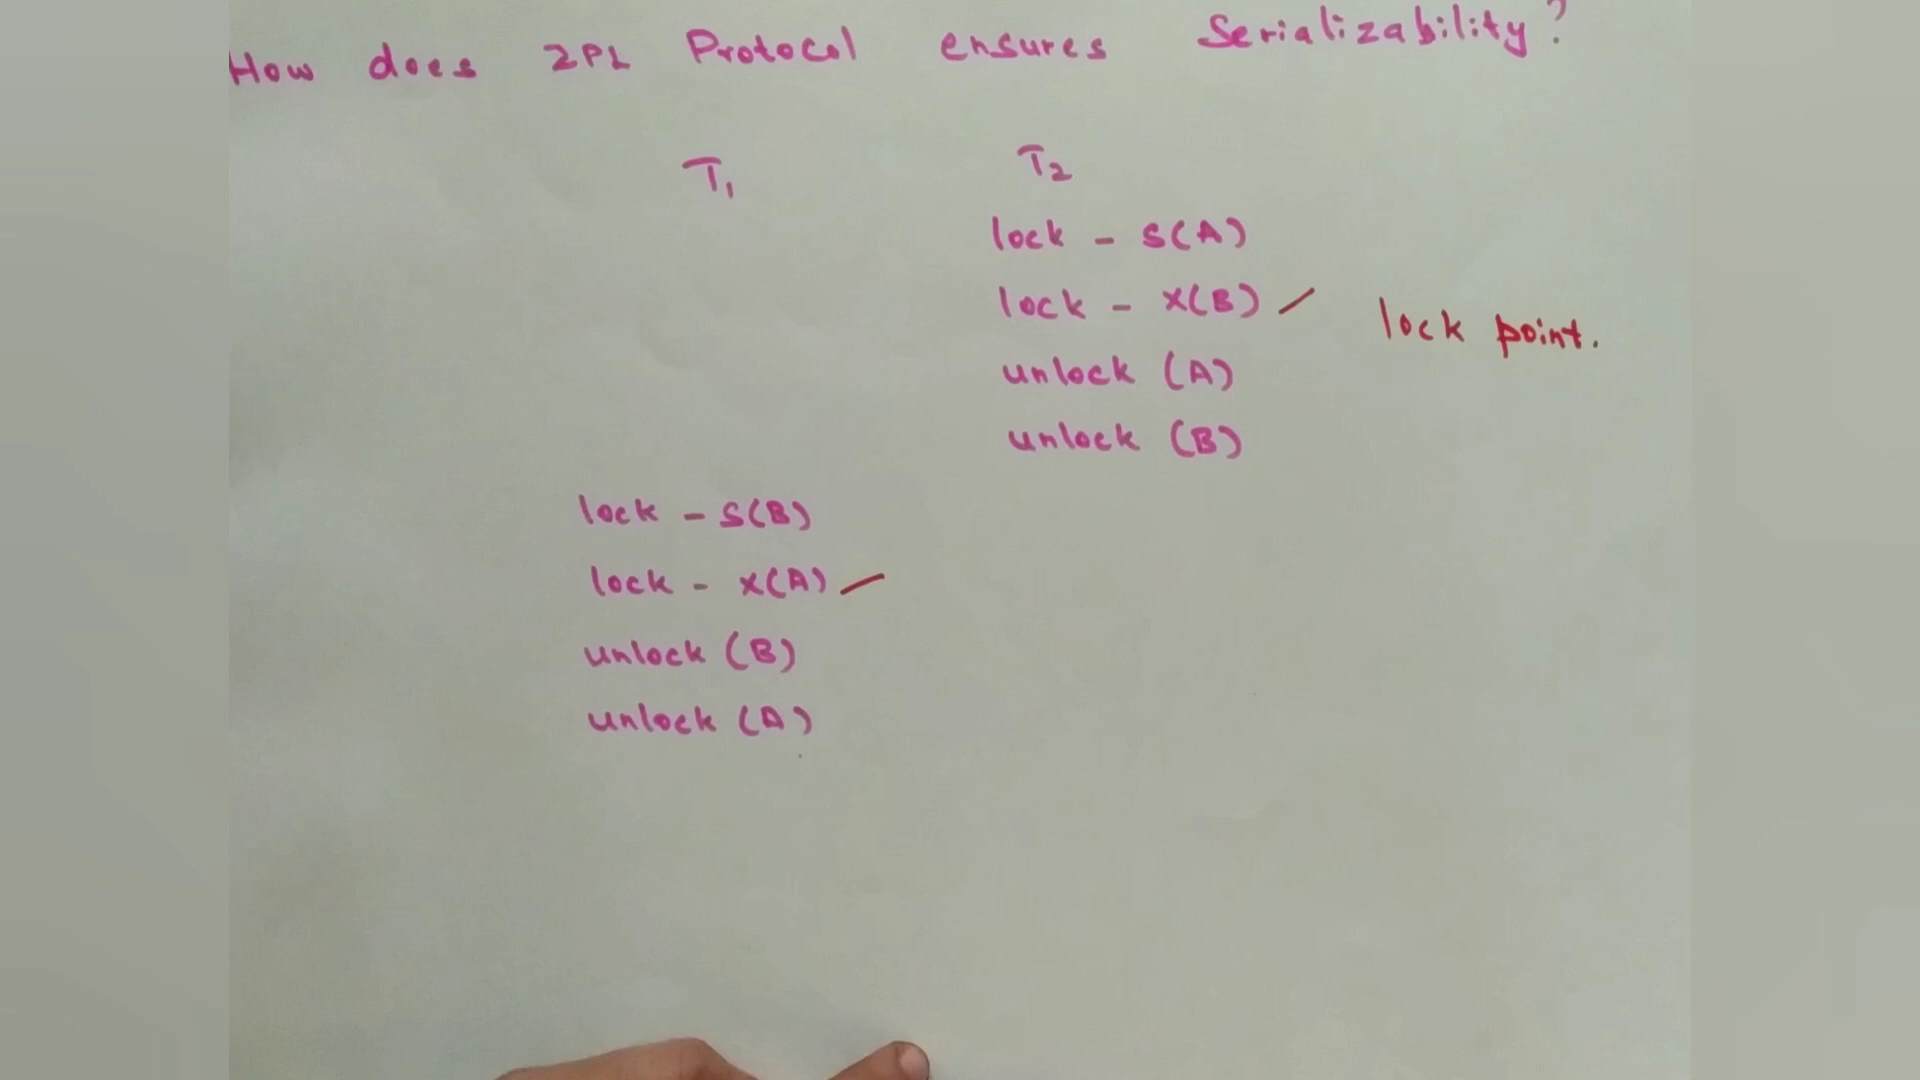 How does 2PL Protocol ensures Serializability?
T1 T2
lock - S(A)
lock - X(B) lock point.
unlock (A)
unlock (B)
lock - S(B)
lock - X(A)
unlock (B)
unlock (A)